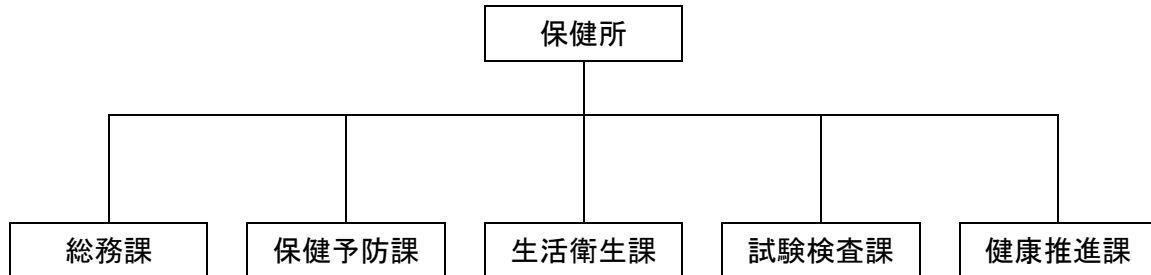 保健所
総務課
保健予防課
生活衛生課
試験検査課
健康推進課